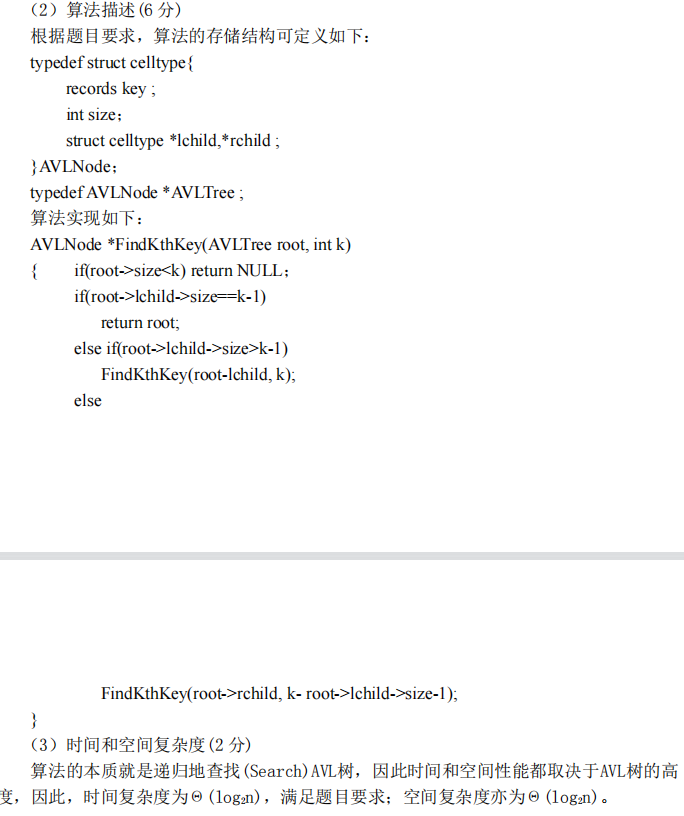 （2）算法描述(6 分)
根据题目要求，算法的存储结构可定义如下：
typedef struct celltype{
records key ;
int size；
struct celltype *lchild,*rchild ;
}AVLNode；
typedef AVLNode *AVLTree ;
算法实现如下：
AVLNode *FindKthKey(AVLTree root, int k)
{ if(root->size<k) return NULL；
if(root->lchild->size==k-1)
return root;
else if(root->lchild->size>k-1)
FindKthKey(root-lchild, k);
else
FindKthKey(root->rchild, k- root->lchild->size-1);
}
（3）时间和空间复杂度(2 分)
算法的本质就是递归地查找(Search)AVL树，因此时间和空间性能都取决于AVL树的高
度，因此，时间复杂度为Θ(log₂n)，满足题目要求；空间复杂度亦为Θ(log₂n)。